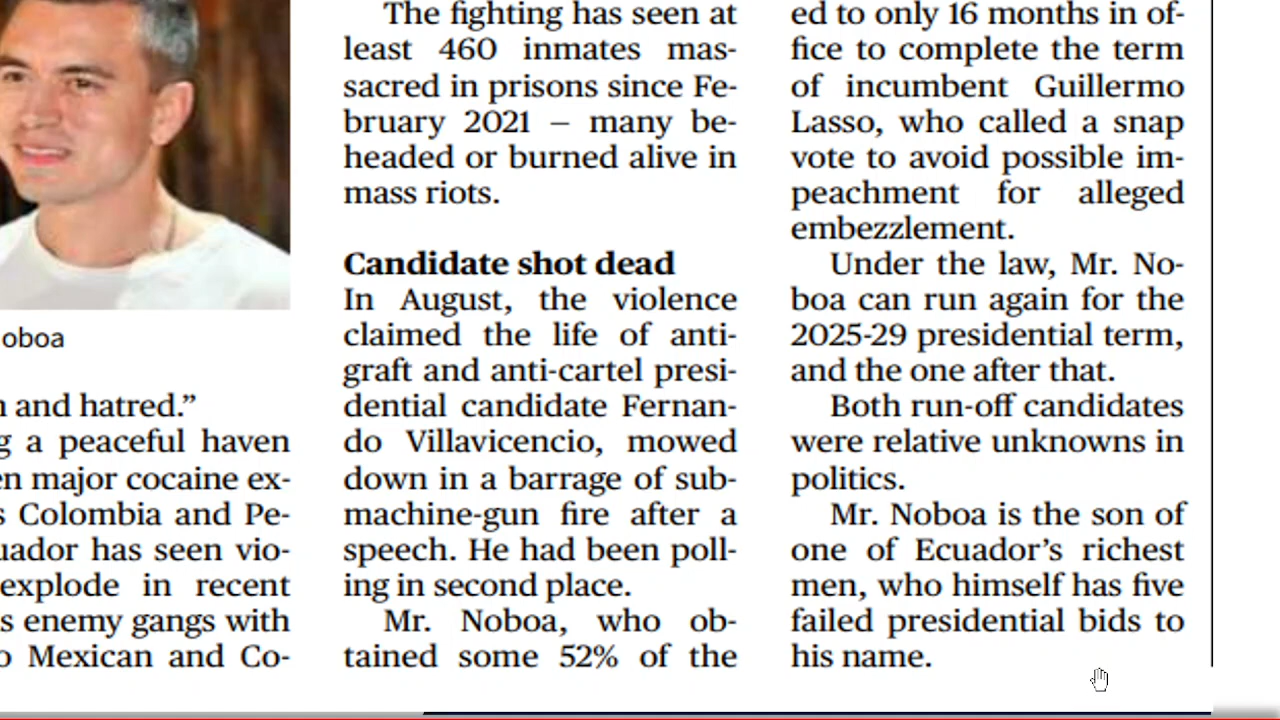 oboa
and hatred.”
a peaceful haven
major cocaine ex-
Colombia and Pe-
has seen vio-
explode in recent
enemy gangs with
Mexican and Co-
The fighting has seen at
least 460 inmates mas-
sacred in prisons since Fe-
bruary 2021 – many be-
headed or burned alive in
mass riots.
Candidate shot dead
In August, the violence
claimed the life of anti-
graft and anti-cartel presi-
dential candidate Fernan-
do Villavicencio, mowed
down in a barrage of sub-
machine-gun fire after a
speech. He had been poll-
ing in second place.
Mr. Noboa, who ob-
tained some 52% of the
ed to only 16 months in of-
fice to complete the term
of incumbent Guillermo
Lasso, who called a snap
vote to avoid possible im-
peachment for alleged
embezzlement.
Under the law, Mr. No-
boa can run again for the
2025-29 presidential term,
and the one after that.
Both run-off candidates
were relative unknowns in
politics.
Mr. Noboa is the son of
one of Ecuador’s richest
men, who himself has five
failed presidential bids to
his name.